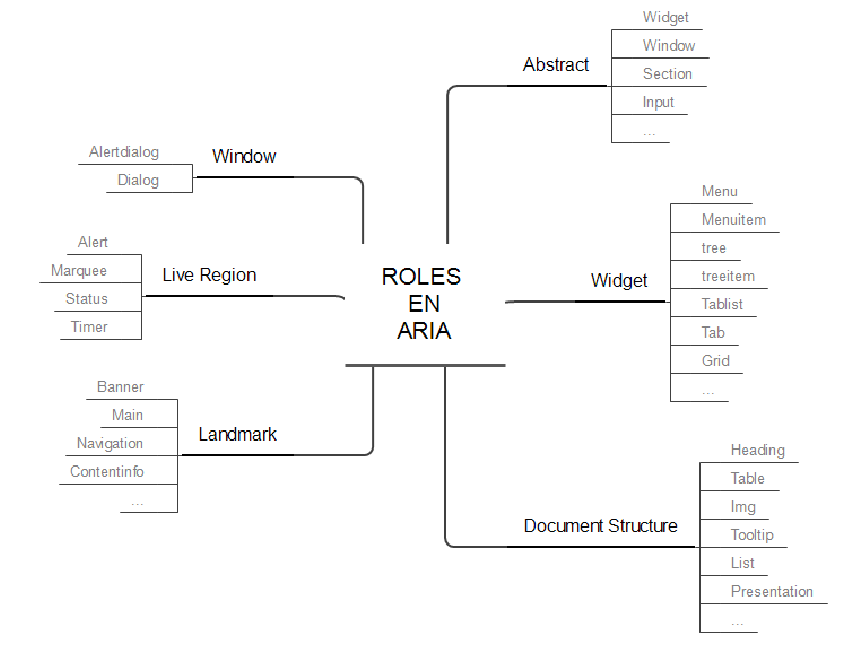 ROLES
EN
ARIA
Abstract
Widget
Window
Section
Input
...
Widget
Menu
Menuitem
tree
treeitem
Tablist
Tab
Grid
...
Document Structure
Heading
Table
Img
Tooltip
List
Presentation
...
Window
Alertdialog
Dialog
Live Region
Alert
Marquee
Status
Timer
Landmark
Banner
Main
Navigation
Contentinfo
...